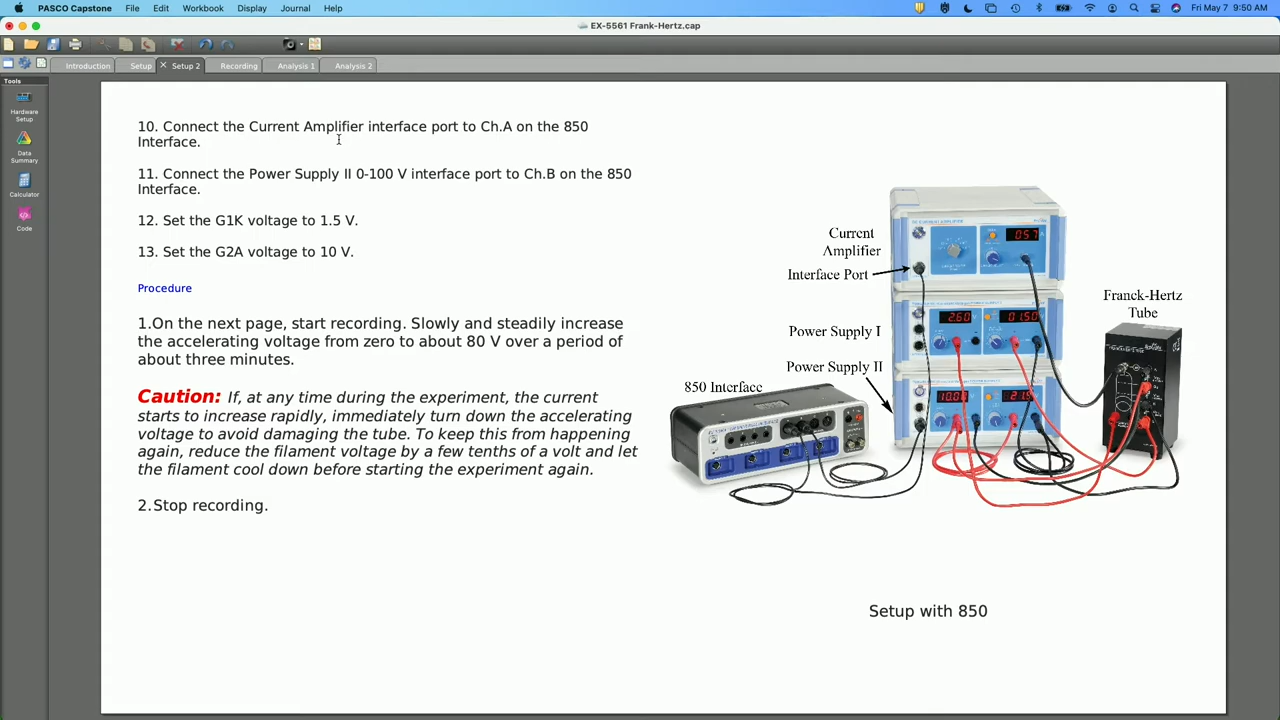 PASCO Capstone File Edit Workbook Display Journal Help Fri May 7 9:50 AM
EX-5561 Frank-Hertz.cap
Introduction Setup Setup 2 Recording Analysis 1 Analysis 2
Tools
Hardware
Setup
Data
Summary
Calculator
Code
10. Connect the Current Amplifier interface port to Ch.A on the 850
Interface.
11. Connect the Power Supply II 0-100 V interface port to Ch.B on the 850
Interface.
12. Set the G1K voltage to 1.5 V.
13. Set the G2A voltage to 10 V.
Procedure
1.On the next page, start recording. Slowly and steadily increase
the accelerating voltage from zero to about 80 V over a period of
about three minutes.
Caution: If, at any time during the experiment, the current
starts to increase rapidly, immediately turn down the accelerating
voltage to avoid damaging the tube. To keep this from happening
again, reduce the filament voltage by a few tenths of a volt and let
the filament cool down before starting the experiment again.
2.Stop recording.
Current
Amplifier
Interface Port
Power Supply I
Power Supply II
850 Interface
Franck-Hertz
Tube
2.60
01.50
Setup with 850